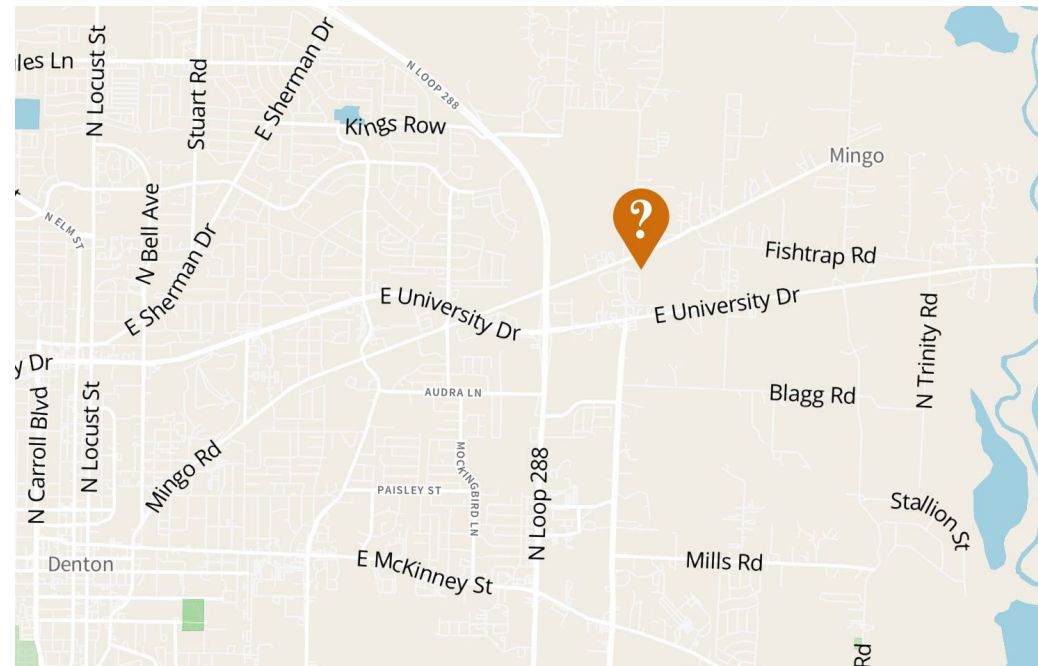 N LOOP 288
iles Ln
N Locust St
Stuart Rd
E Sherman Dr
Kings Row
Mingo
?
N ELM ST
N Bell Ave
E Sherman Dr
Fishtrap Rd
E University Dr
E University Dr
N Trinity Rd
y Dr
AUDRA LN
Blagg Rd
N Carroll Blvd
N Locust St
Mingo Rd
MOCKINGBIRD LN
PAISLEY ST
N Loop 288
Stallion St
Denton
E McKinney St
Mills Rd
Rd